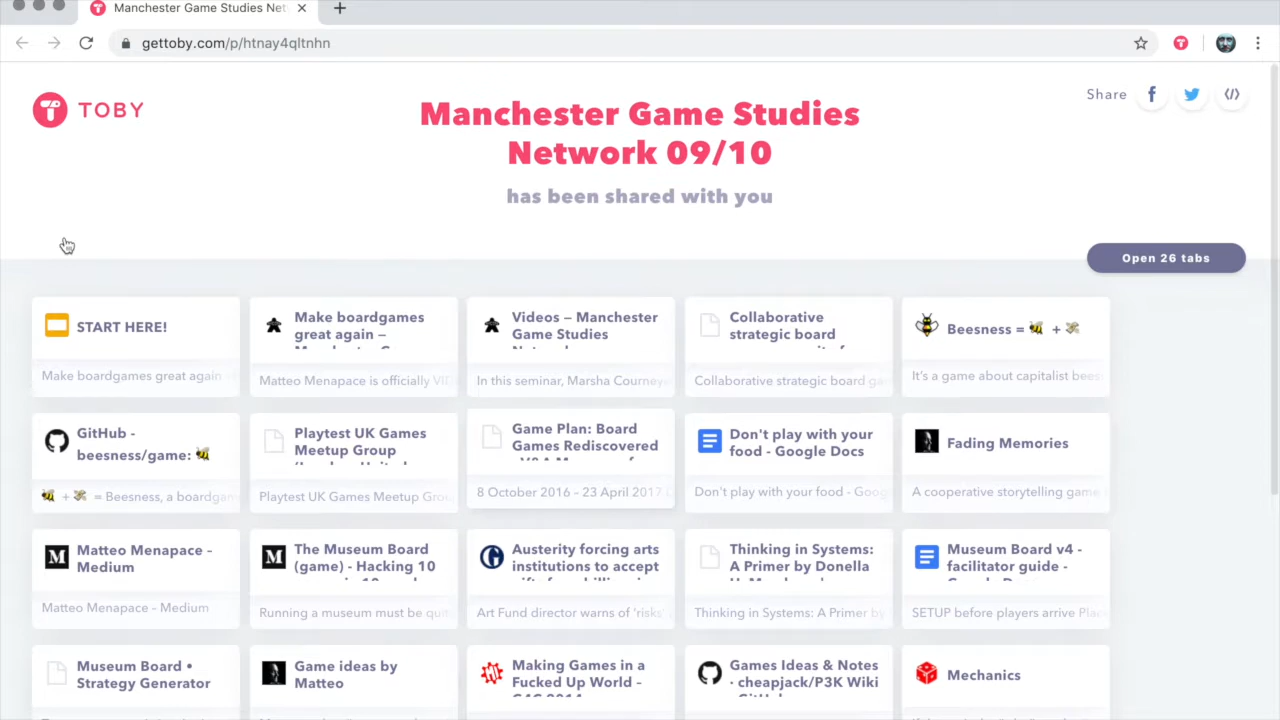 Manchester Game Studies Net
gettoby.com/p/htnay4qltnhn
TOBY
Manchester Game Studies
Network 09/10
has been shared with you
Share
Open 26 tabs
START HERE!
Make boardgames great again
Make boardgames
great again –
Matteo Menapace is officially
Videos – Manchester
Game Studies
In this seminar, Marsha Courney
Collaborative
strategic board
Collaborative strategic board
Beesness = 🐝 + 💸
It's a game about capitalist bees
GitHub -
beesness/game: 🐝
🐝 + 💸 = Beesness, a boardgam
Playtest UK Games
Meetup Group
Playtest UK Games Meetup Grou
Game Plan: Board
Games Rediscovered
8 October 2016 – 23 April 2017
Don't play with your
food - Google Docs
Don't play with your food - Goog
Fading Memories
A cooperative storytelling game
Matteo Menapace –
Medium
Matteo Menapace – Medium
The Museum Board
(game) - Hacking 10
Running a museum must be quit
Austerity forcing arts
institutions to accept
Art Fund director warns of 'risks'
Thinking in Systems:
A Primer by Donella
Thinking in Systems: A Primer by
Museum Board v4 -
facilitator guide -
SETUP before players arrive Plac
Museum Board •
Strategy Generator
Game ideas by
Matteo
Making Games in a
Fucked Up World –
G4C 2014
Games Ideas & Notes
· cheapjack/P3K Wiki
· GitHub
Mechanics